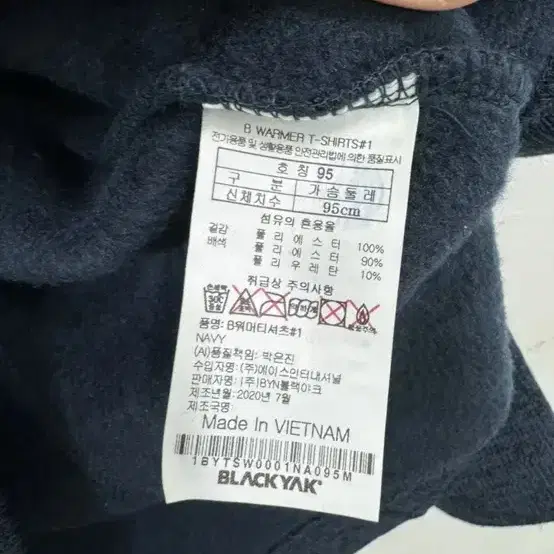 B WARMER T-SHIRTS#1
전기용품 및 생활용품 안전관리법에 의한 품질표시
호 칭 95
구 분 가슴둘레
신체치수 95cm
섬유의 혼용율
겉감 폴리에스터 100%
배색 폴리에스터 90%
폴리우레탄 10%
취급상 주의사항
품명: B워머티셔츠#1
NAVY
(AI)품질책임: 박은진
수입자명: (주)에이스인터내셔널
판매자명: (주)BYN블랙야크
제조년월: 2020년 7월
제조국명:
Made In VIETNAM
1BYTSW0001NA095M
BLACKYAK